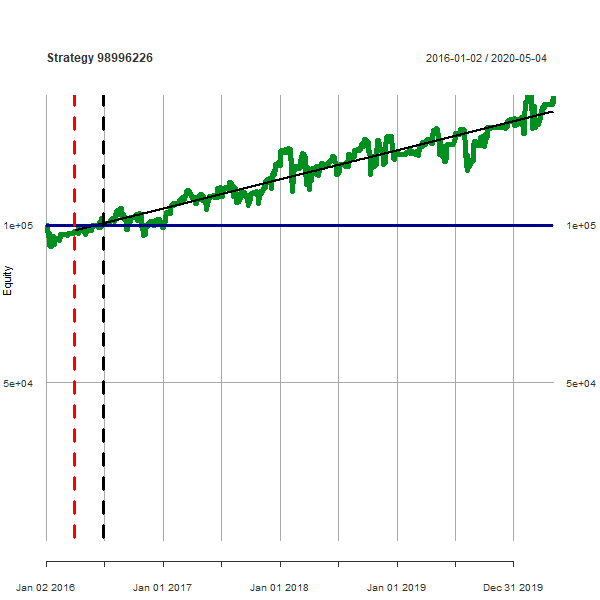 Strategy 98996226
2016-01-02 / 2020-05-04
1e+05
1e+05
Equity
5e+04
5e+04
Jan 02 2016
Jan 01 2017
Jan 01 2018
Jan 01 2019
Dec 31 2019